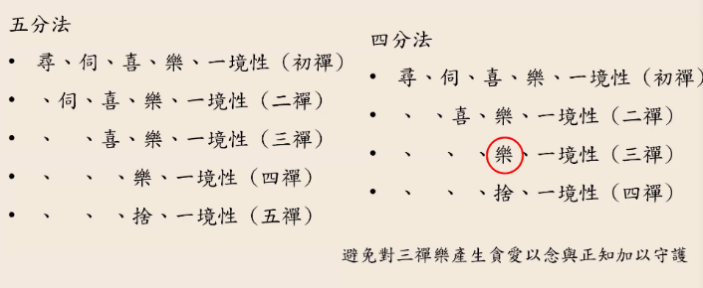 五分法
• 尋、伺、喜、樂、一境性（初禪）
• 、伺、喜、樂、一境性（二禪）
• 、 、喜、樂、一境性（三禪）
• 、 、 、樂、一境性（四禪）
• 、 、 、捨、一境性（五禪）
四分法
• 尋、伺、喜、樂、一境性（初禪）
• 、 、喜、樂、一境性（二禪）
• 、 、 、樂、一境性（三禪）
• 、 、 、捨、一境性（四禪）
避免對三禪樂產生貪愛以念與正知加以守護